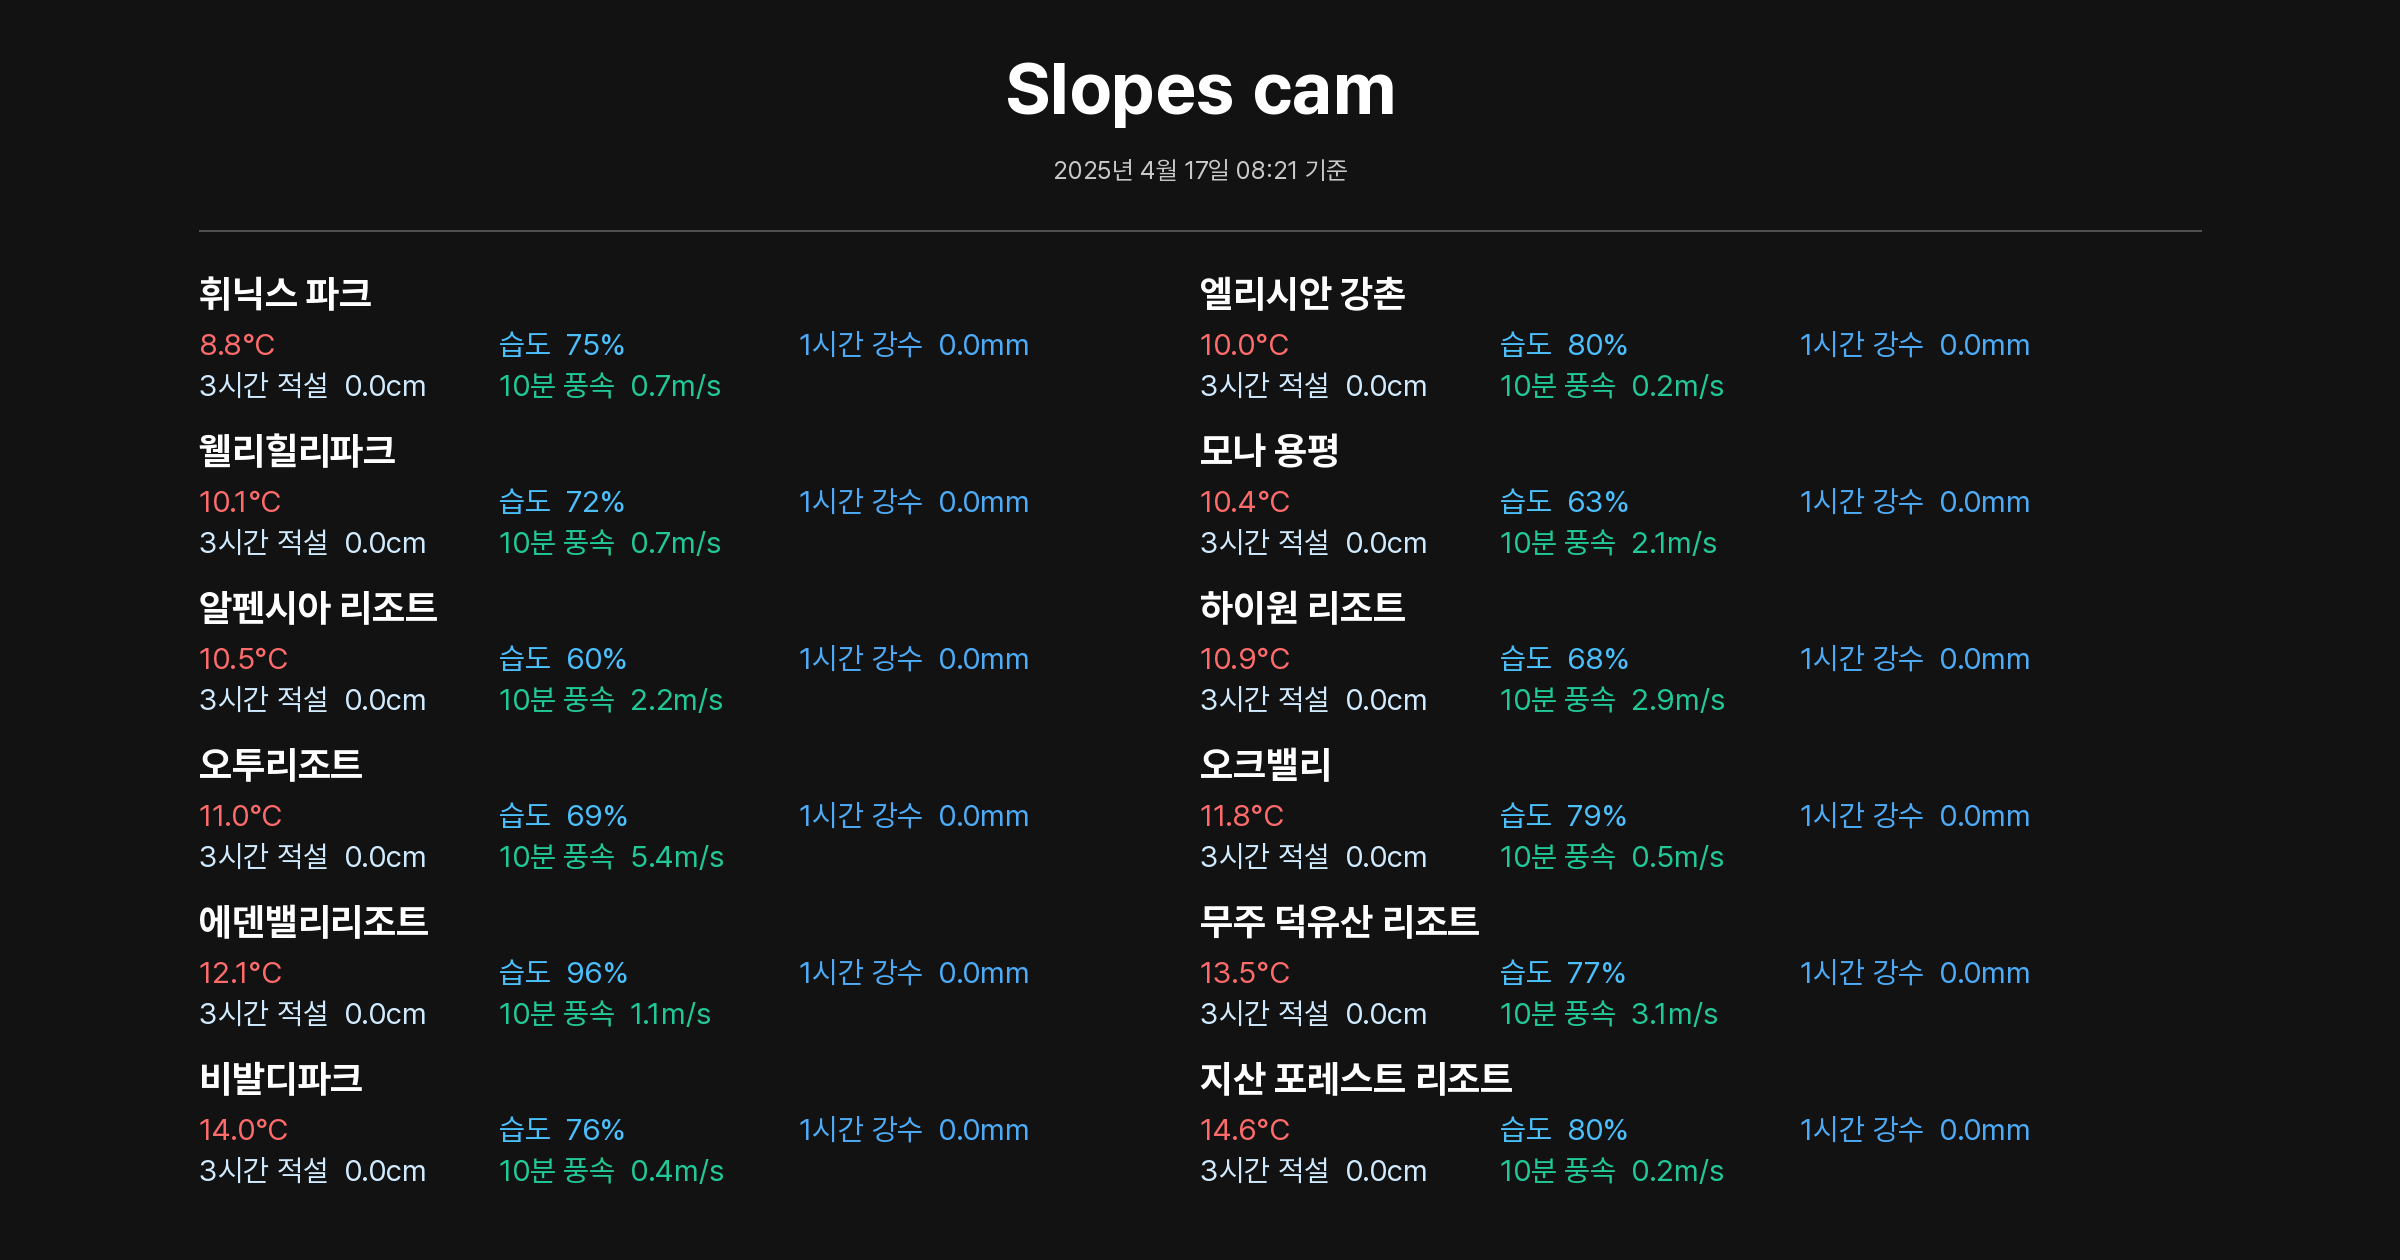 Slopes cam
2025년 4월 17일 08:21 기준
휘닉스 파크
8.8°C 습도 75% 1시간 강수 0.0mm
3시간 적설 0.0cm 10분 풍속 0.7m/s
엘리시안 강촌
10.0°C 습도 80% 1시간 강수 0.0mm
3시간 적설 0.0cm 10분 풍속 0.2m/s
웰리힐리파크
10.1°C 습도 72% 1시간 강수 0.0mm
3시간 적설 0.0cm 10분 풍속 0.7m/s
모나 용평
10.4°C 습도 63% 1시간 강수 0.0mm
3시간 적설 0.0cm 10분 풍속 2.1m/s
알펜시아 리조트
10.5°C 습도 60% 1시간 강수 0.0mm
3시간 적설 0.0cm 10분 풍속 2.2m/s
하이원 리조트
10.9°C 습도 68% 1시간 강수 0.0mm
3시간 적설 0.0cm 10분 풍속 2.9m/s
오투리조트
11.0°C 습도 69% 1시간 강수 0.0mm
3시간 적설 0.0cm 10분 풍속 5.4m/s
오크밸리
11.8°C 습도 79% 1시간 강수 0.0mm
3시간 적설 0.0cm 10분 풍속 0.5m/s
에덴밸리리조트
12.1°C 습도 96% 1시간 강수 0.0mm
3시간 적설 0.0cm 10분 풍속 1.1m/s
무주 덕유산 리조트
13.5°C 습도 77% 1시간 강수 0.0mm
3시간 적설 0.0cm 10분 풍속 3.1m/s
비발디파크
14.0°C 습도 76% 1시간 강수 0.0mm
3시간 적설 0.0cm 10분 풍속 0.4m/s
지산 포레스트 리조트
14.6°C 습도 80% 1시간 강수 0.0mm
3시간 적설 0.0cm 10분 풍속 0.2m/s